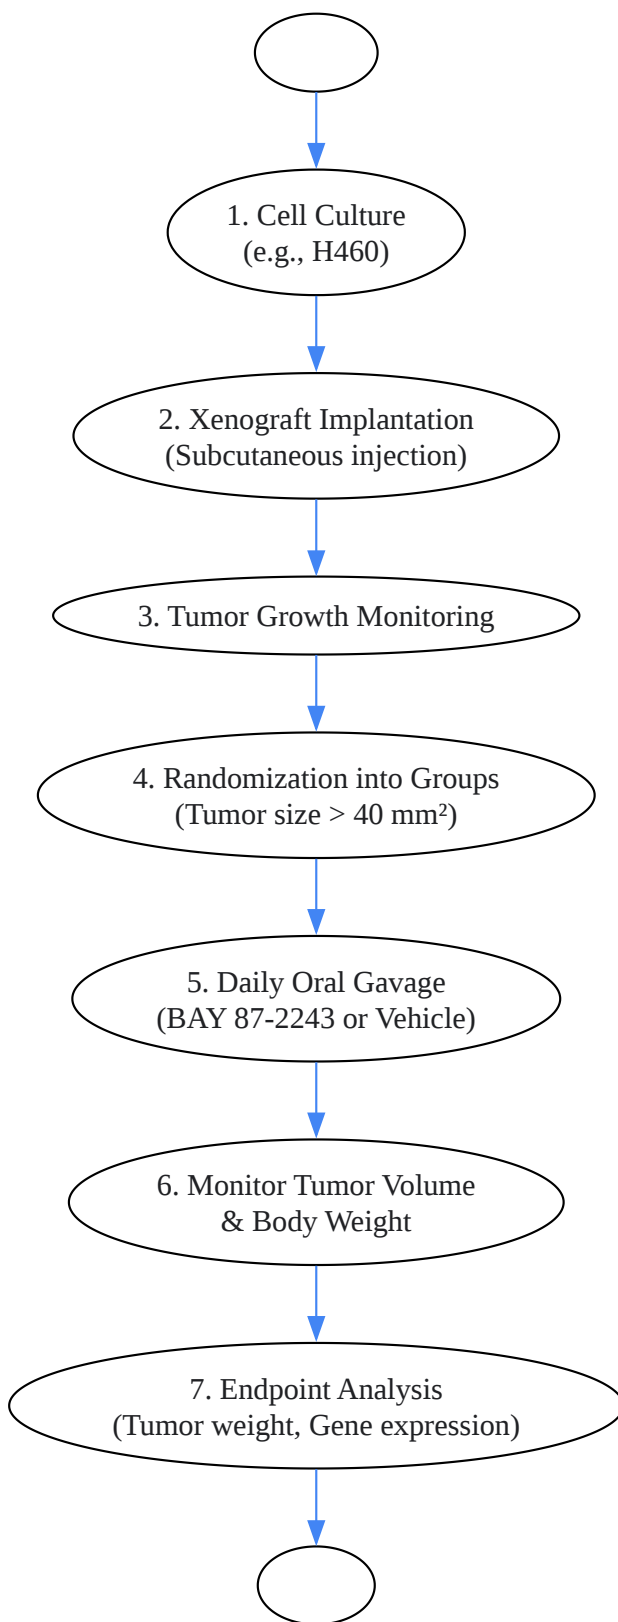 1. Cell Culture
(e.g., H460)
2. Xenograft Implantation
(Subcutaneous injection)
3. Tumor Growth Monitoring
4. Randomization into Groups
(Tumor size > 40 mm²)
5. Daily Oral Gavage
(BAY 87-2243 or Vehicle)
6. Monitor Tumor Volume
& Body Weight
7. Endpoint Analysis
(Tumor weight, Gene expression)